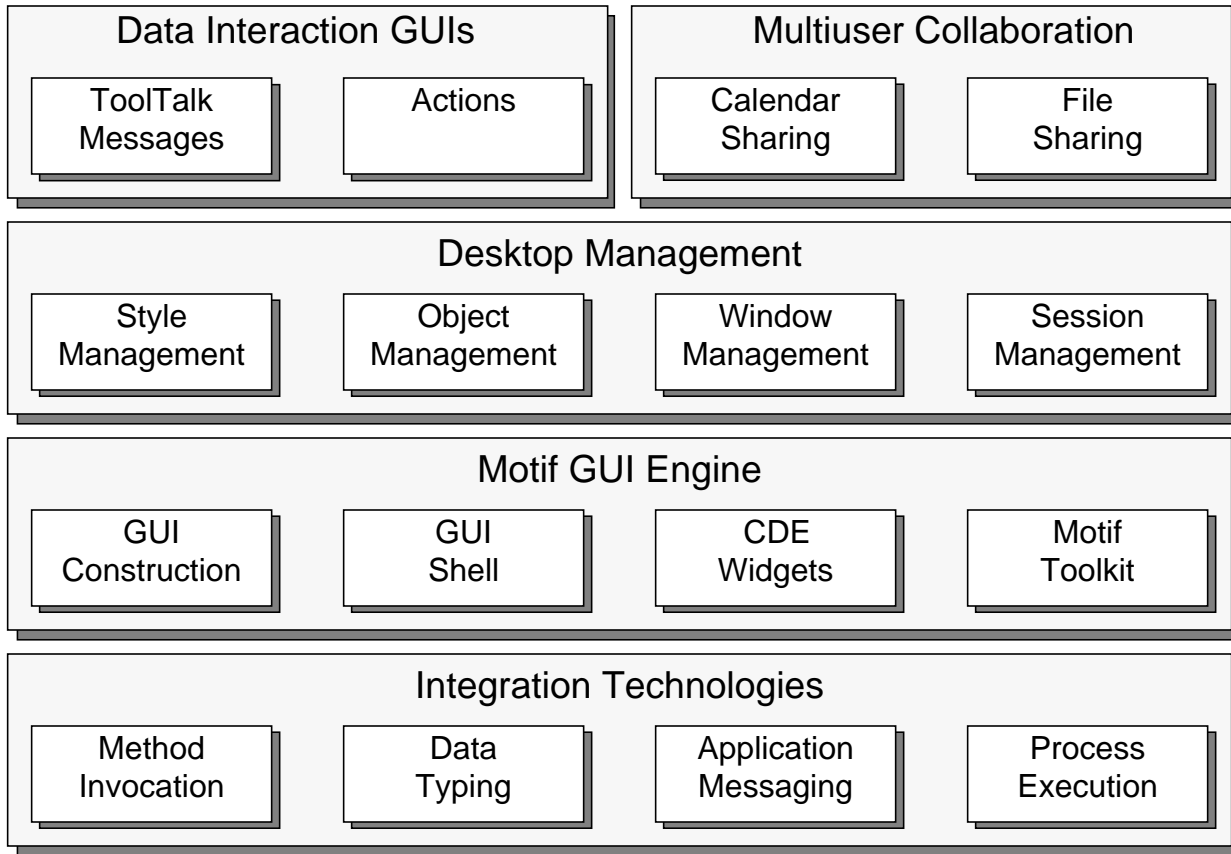 Data Interaction GUIs
ToolTalk
Messages
Actions
Multiuser Collaboration
Calendar
Sharing
File
Sharing
Desktop Management
Style
Management
Object
Management
Window
Management
Session
Management
Motif GUI Engine
GUI
Construction
GUI
Shell
CDE
Widgets
Motif
Toolkit
Integration Technologies
Method
Invocation
Data
Typing
Application
Messaging
Process
Execution